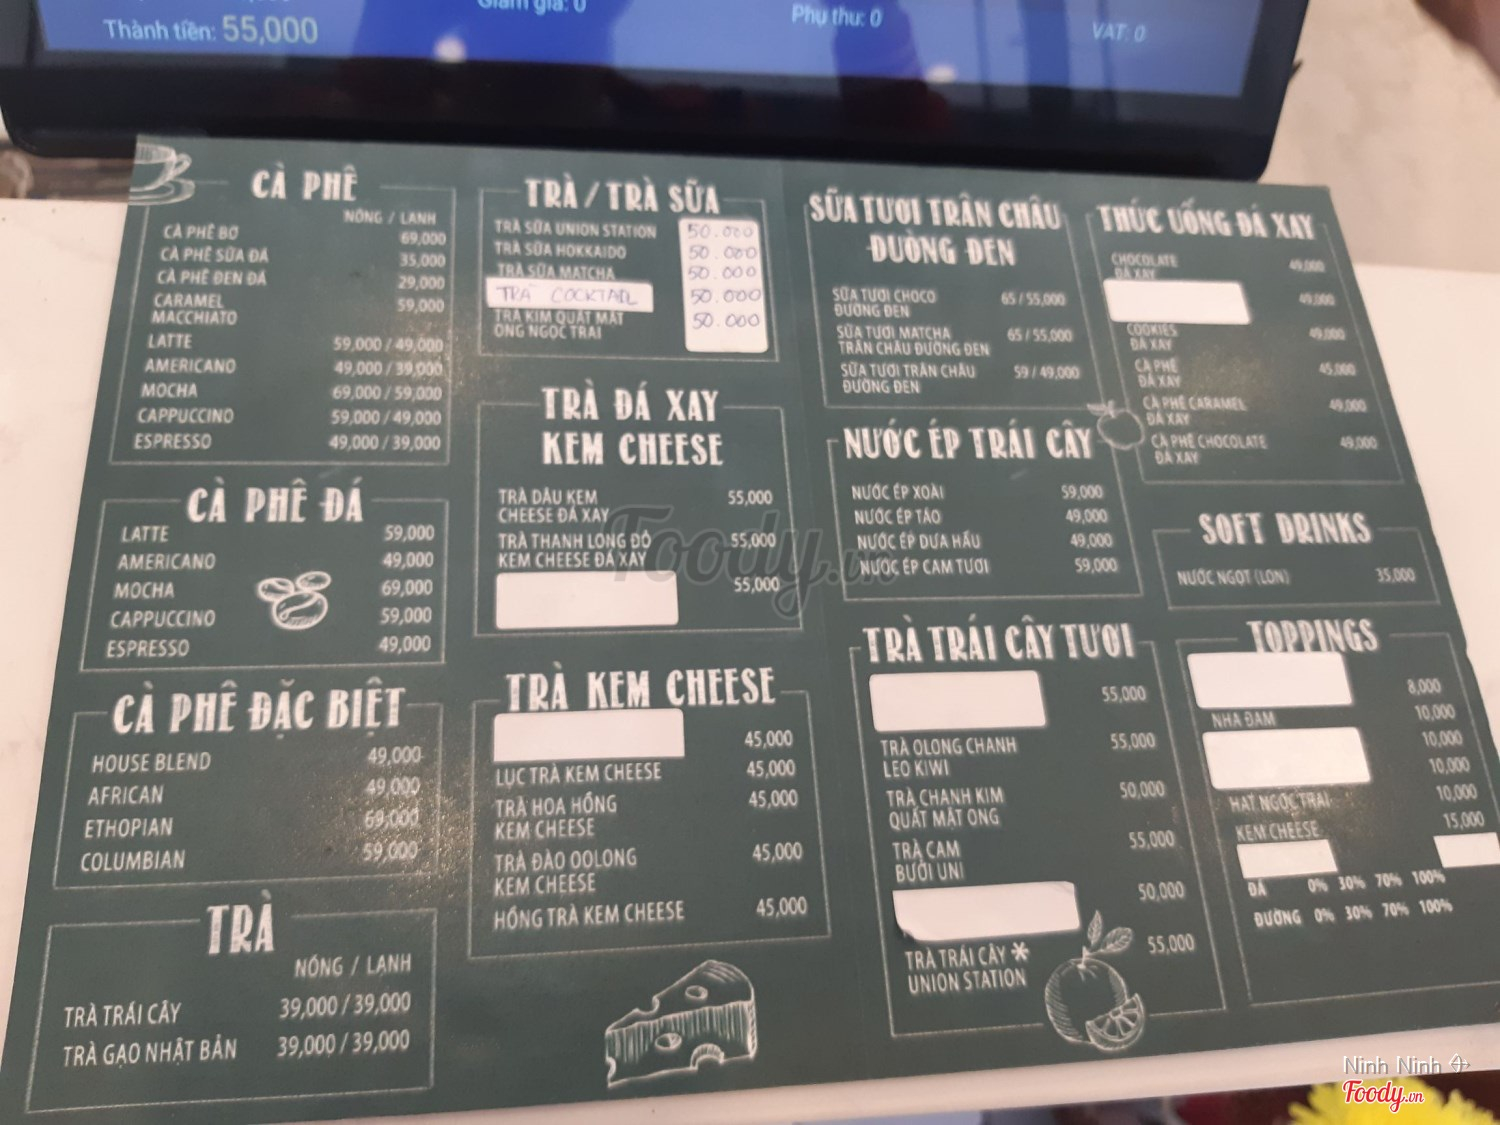 Thành tiền: 55,000
Giảm giá: 0
Phụ thu: 0
VAT: 0
CÀ PHÊ
NÓNG / LẠNH
CÀ PHÊ BƠ 69,000
CÀ PHÊ SỮA ĐÁ 35,000
CÀ PHÊ ĐEN ĐÁ 29,000
CARAMEL 59,000
MACCHIATO
LATTE 59,000 / 49,000
AMERICANO 49,000 / 39,000
MOCHA 69,000 / 59,000
CAPPUCCINO 59,000 / 49,000
ESPRESSO 49,000 / 39,000
CÀ PHÊ ĐÁ
LATTE 59,000
AMERICANO 49,000
MOCHA 69,000
CAPPUCCINO 59,000
ESPRESSO 49,000
CÀ PHÊ ĐẶC BIỆT
HOUSE BLEND 49,000
AFRICAN 49,000
ETHOPIAN 69,000
COLUMBIAN 59,000
TRÀ
NÓNG / LẠNH
TRÀ TRÁI CÂY 39,000 / 39,000
TRÀ GẠO NHẬT BẢN 39,000 / 39,000
TRÀ / TRÀ SỮA
TRÀ SỮA UNION STATION 50.000
TRÀ SỮA HOKKAIDO 50.000
TRÀ SỮA MATCHA 50.000
TRÀ COCKTAIL 50.000
TRÀ KIM QUẤT MẬT 50.000
ONG NGỌC TRAI
TRÀ ĐÁ XAY
KEM CHEESE
TRÀ DÂU KEM 55,000
CHEESE ĐÁ XAY
TRÀ THANH LONG ĐỎ 55,000
KEM CHEESE ĐÁ XAY
55,000
TRÀ KEM CHEESE
45,000
LỤC TRÀ KEM CHEESE 45,000
TRÀ HOA HỒNG 45,000
KEM CHEESE
TRÀ ĐÀO OOLONG 45,000
KEM CHEESE
HỒNG TRÀ KEM CHEESE 45,000
SỮA TƯƠI TRÂN CHÂU
ĐƯỜNG ĐEN
SỮA TƯƠI CHOCO 65 / 55,000
ĐƯỜNG ĐEN
SỮA TƯƠI MATCHA 65 / 55,000
TRÂN CHÂU ĐƯỜNG ĐEN
SỮA TƯƠI TRÂN CHÂU 59 / 49,000
ĐƯỜNG ĐEN
NƯỚC ÉP TRÁI CÂY
NƯỚC ÉP XOÀI 59,000
NƯỚC ÉP TÁO 49,000
NƯỚC ÉP DƯA HẤU 49,000
NƯỚC ÉP CAM TƯƠI 59,000
TRÀ TRÁI CÂY TƯƠI
55,000
TRÀ OLONG CHANH 55,000
LEO KIWI
TRÀ CHANH KIM 50,000
QUẤT MẬT ONG
TRÀ CAM 55,000
BƯỞI UNI
50,000
TRÀ TRÁI CÂY * 55,000
UNION STATION
THỨC UỐNG ĐÁ XAY
CHOCOLATE 49,000
ĐÁ XAY
49,000
COOKIES 49,000
ĐÁ XAY
CÀ PHÊ 45,000
ĐÁ XAY
CÀ PHÊ CARAMEL 49,000
ĐÁ XAY
CÀ PHÊ CHOCOLATE 49,000
ĐÁ XAY
SOFT DRINKS
NƯỚC NGỌT (LON) 35,000
TOPPINGS
8,000
NHA ĐAM 10,000
10,000
10,000
HẠT NGỌC TRAI 10,000
KEM CHEESE 15,000
ĐÁ 0% 30% 70% 100%
ĐƯỜNG 0% 30% 70% 100%
Foody.vn
Ninh Ninh
Foody.vn